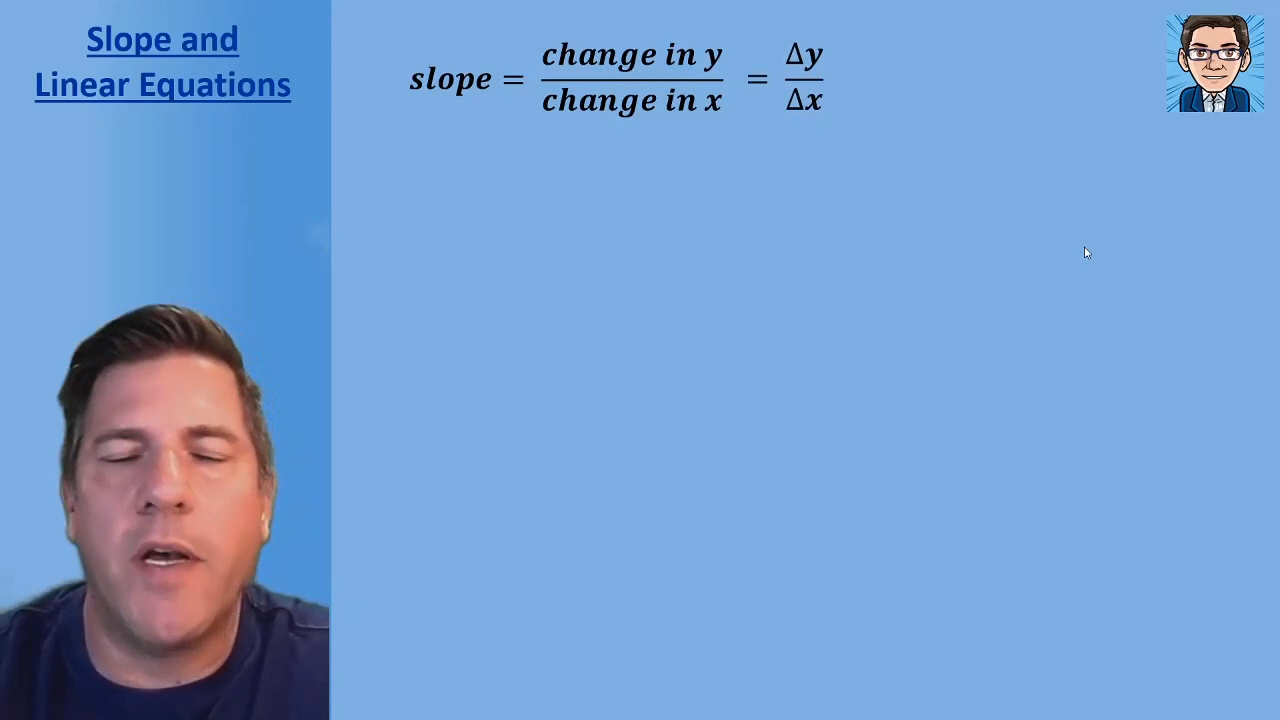 Slope and
Linear Equations
slope = change in y / change in x = Δy / Δx